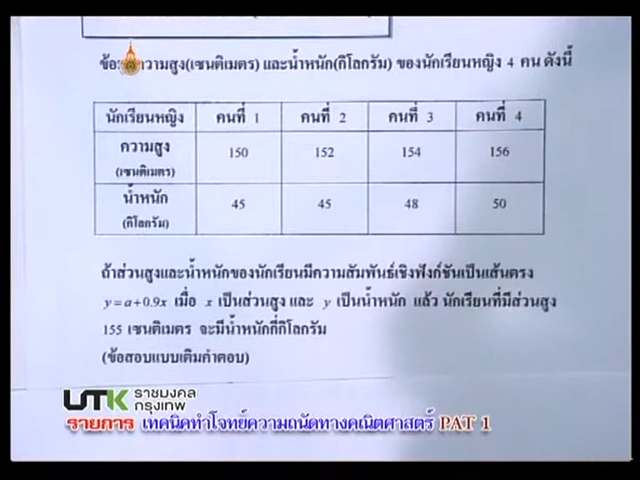 ความสูง(เซนติเมตร) และน้ำหนัก(กิโลกรัม) ของนักเรียนหญิง 4 คน ดังนี้
นักเรียนหญิง คนที่ 1 คนที่ 2 คนที่ 3 คนที่ 4
ความสูง
(เซนติเมตร) 150 152 154 156
น้ำหนัก
(กิโลกรัม) 45 45 48 50
ถ้าส่วนสูงและน้ำหนักของนักเรียนมีความสัมพันธ์เชิงฟังก์ชันเป็นเส้นตรง
y = a + 0.9x เมื่อ x เป็นส่วนสูง และ y เป็นน้ำหนัก แล้ว นักเรียนที่มีส่วนสูง
155 เซนติเมตร จะมีน้ำหนักกี่กิโลกรัม
(ข้อสอบแบบเติมคำตอบ)
UTK ราชมงคล
กรุงเทพ
รายการ เทคนิคทำโจทย์ความถนัดทางคณิตศาสตร์ PAT 1